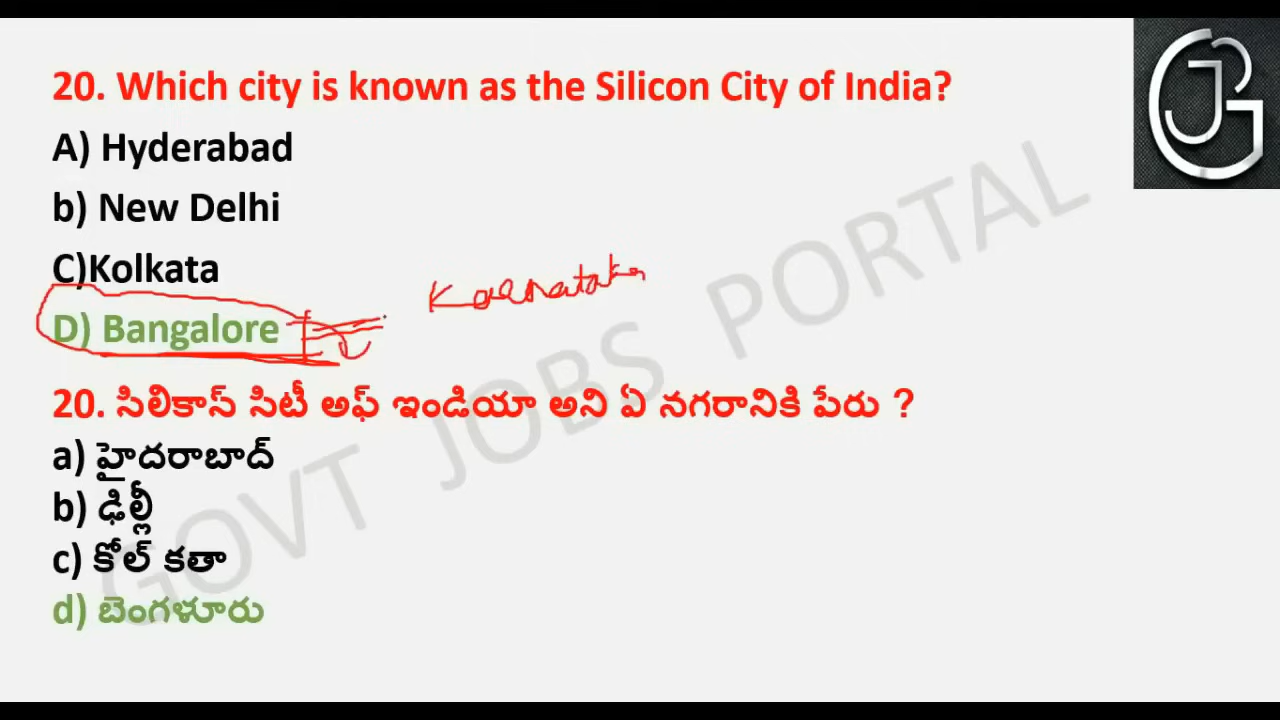 20. Which city is known as the Silicon City of India?
A) Hyderabad
b) New Delhi
C)Kolkata
Karnataka
D) Bangalore
20. సిలికాస్ సిటీ అఫ్ ఇండియా అని ఏ నగరానికి పేరు ?
a) హైదరాబాద్
b) ఢిల్లీ
c) కోల్ కతా
d) బెంగళూరు
GOVT JOBS PORTAL
GJ